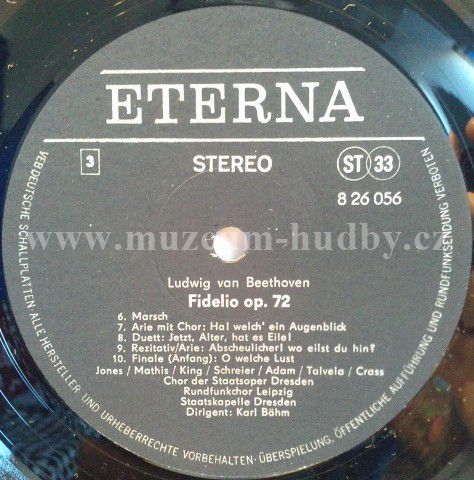 ETERNA
3
STEREO
ST 33
8 26 056
www.muzeum-hudby.cz
Ludwig van Beethoven
Fidelio op. 72
6. Marsch
7. Arie mit Chor: Ha! welch' ein Augenblick
8. Duett: Jetzt, Alter, hat es Eile!
9. Rezitativ/Arie: Abscheulicher! wo eilst du hin?
10. Finale (Anfang): O welche Lust
Jones / Mathis / King / Schreier / Adam / Talvela / Crass
Chor der Staatsoper Dresden
Rundfunkchor Leipzig
Staatskapelle Dresden
Dirigent: Karl Böhm
VEB DEUTSCHE SCHALLPLATTEN ALLE HERSTELLER- UND URHEBERRECHTE VORBEHALTEN · ÜBERSPIELUNG, ÖFFENTLICHE AUFFÜHRUNG UND RUNDFUNKSENDUNG VERBOTEN